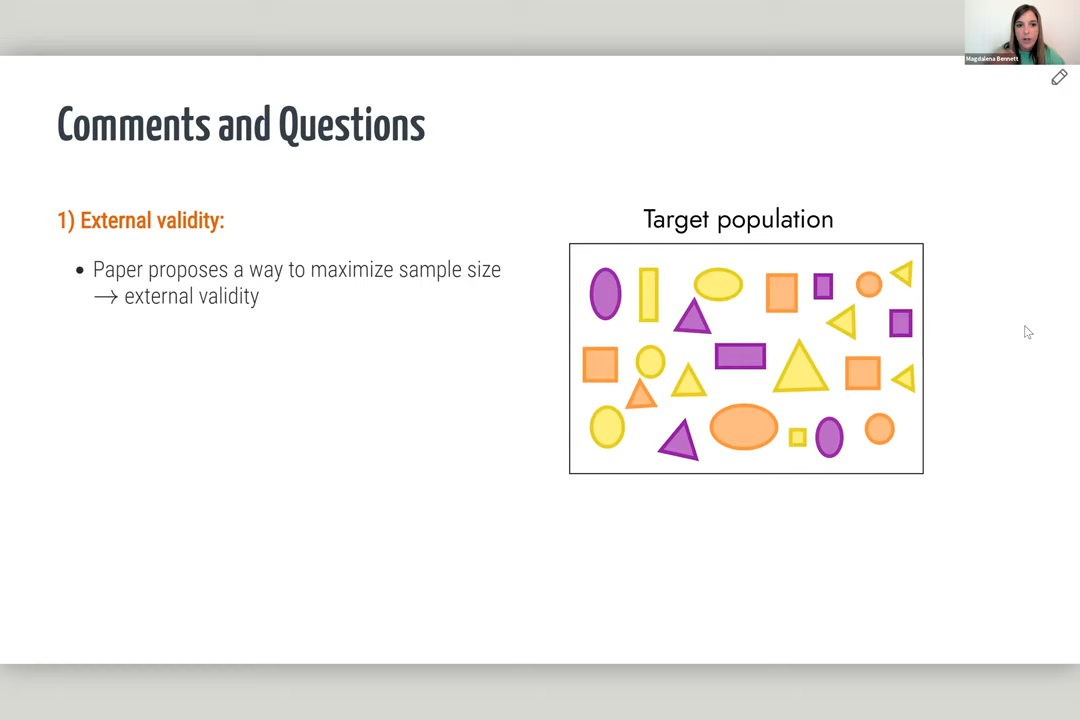 Magdalena Bennett
Comments and Questions
1) External validity:
• Paper proposes a way to maximize sample size
→ external validity
Target population